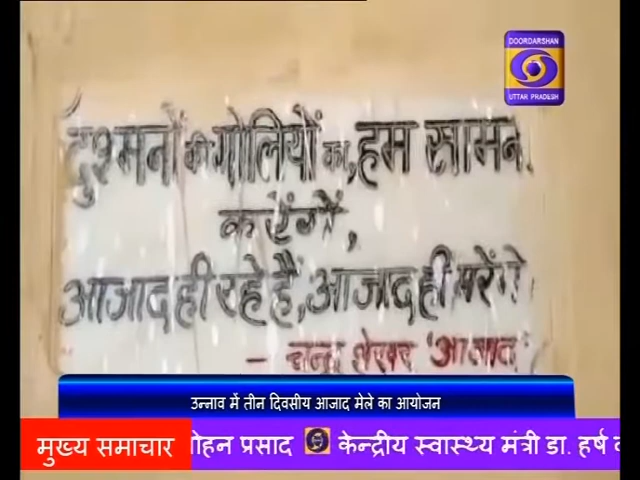 DOORDARSHAN
UTTAR PRADESH
दुश्मनों की गोलियों का, हम सामना
करेंगें,
आजाद ही रहे हैं, आजाद ही मरेंगे।
- चन्द्र शेखर 'आजाद'
उन्नाव में तीन दिवसीय आजाद मेले का आयोजन
मुख्य समाचार
मोहन प्रसाद केन्द्रीय स्वास्थ्य मंत्री डा. हर्ष